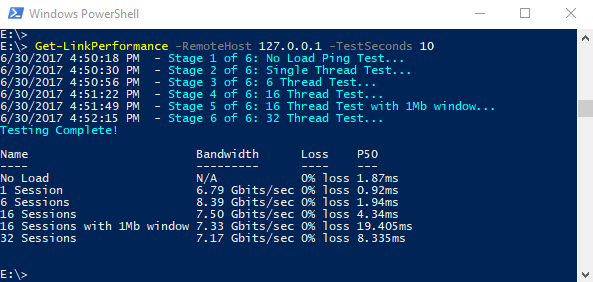 Windows PowerShell
E:\>
E:\> Get-LinkPerformance -RemoteHost 127.0.0.1 -TestSeconds 10
6/30/2017 4:50:18 PM  - Stage 1 of 6: No Load Ping Test...
6/30/2017 4:50:30 PM  - Stage 2 of 6: Single Thread Test...
6/30/2017 4:50:56 PM  - Stage 3 of 6: 6 Thread Test...
6/30/2017 4:51:22 PM  - Stage 4 of 6: 16 Thread Test...
6/30/2017 4:51:49 PM  - Stage 5 of 6: 16 Thread Test with 1Mb window...
6/30/2017 4:52:15 PM  - Stage 6 of 6: 32 Thread Test...
Testing Complete!
Name                        Bandwidth      Loss    P50
----                        ---------      ----    ---
No Load                     N/A            0% loss 1.87ms
1 Session                   6.79 Gbits/sec 0% loss 0.92ms
6 Sessions                  8.39 Gbits/sec 0% loss 1.94ms
16 Sessions                 7.50 Gbits/sec 0% loss 4.34ms
16 Sessions with 1Mb window 7.33 Gbits/sec 0% loss 19.405ms
32 Sessions                 7.17 Gbits/sec 0% loss 8.335ms
E:\>